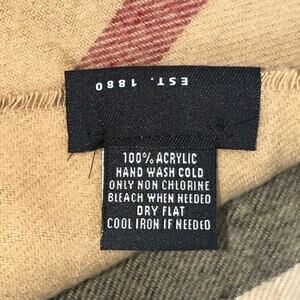 EST. 1880
100% ACRYLIC
HAND WASH COLD
ONLY NON CHLORINE
BLEACH WHEN NEEDED
DRY FLAT
COOL IRON IF NEEDED